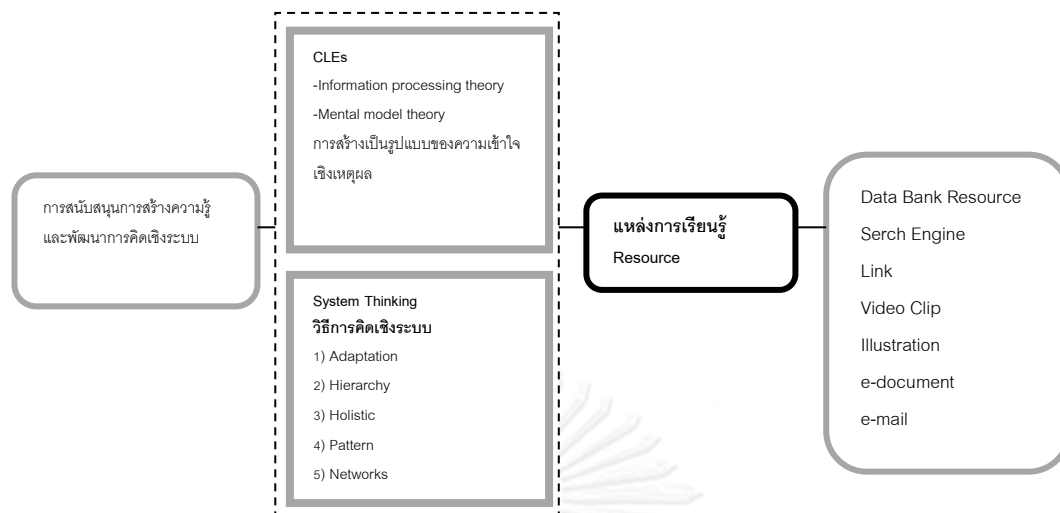 การสนับสนุนการสร้างความรู้
และพัฒนาการคิดเชิงระบบ
CLEs
-Information processing theory
-Mental model theory
การสร้างเป็นรูปแบบของความเข้าใจ
เชิงเหตุผล
System Thinking
วิธีการคิดเชิงระบบ
1) Adaptation
2) Hierarchy
3) Holistic
4) Pattern
5) Networks
แหล่งการเรียนรู้
Resource
Data Bank Resource
Serch Engine
Link
Video Clip
Illustration
e-document
e-mail